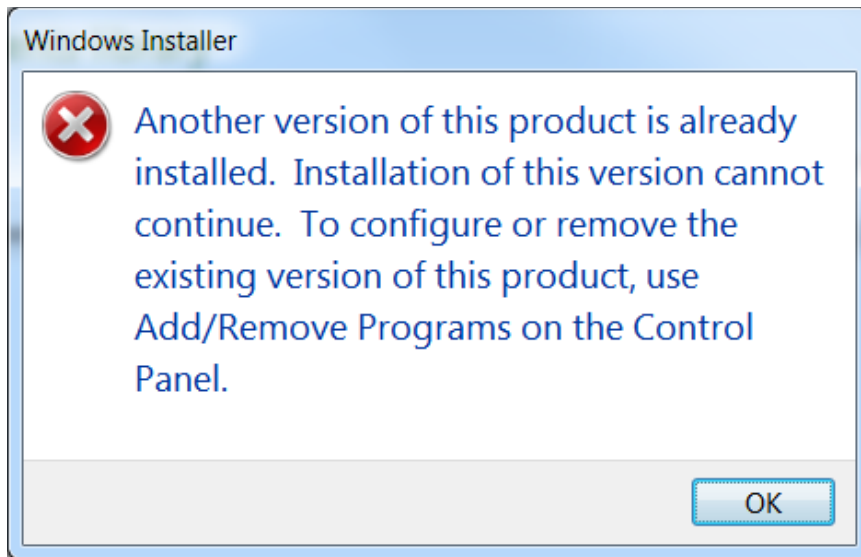 Windows Installer
Another version of this product is already
installed.  Installation of this version cannot
continue.  To configure or remove the
existing version of this product, use
Add/Remove Programs on the Control
Panel.
OK